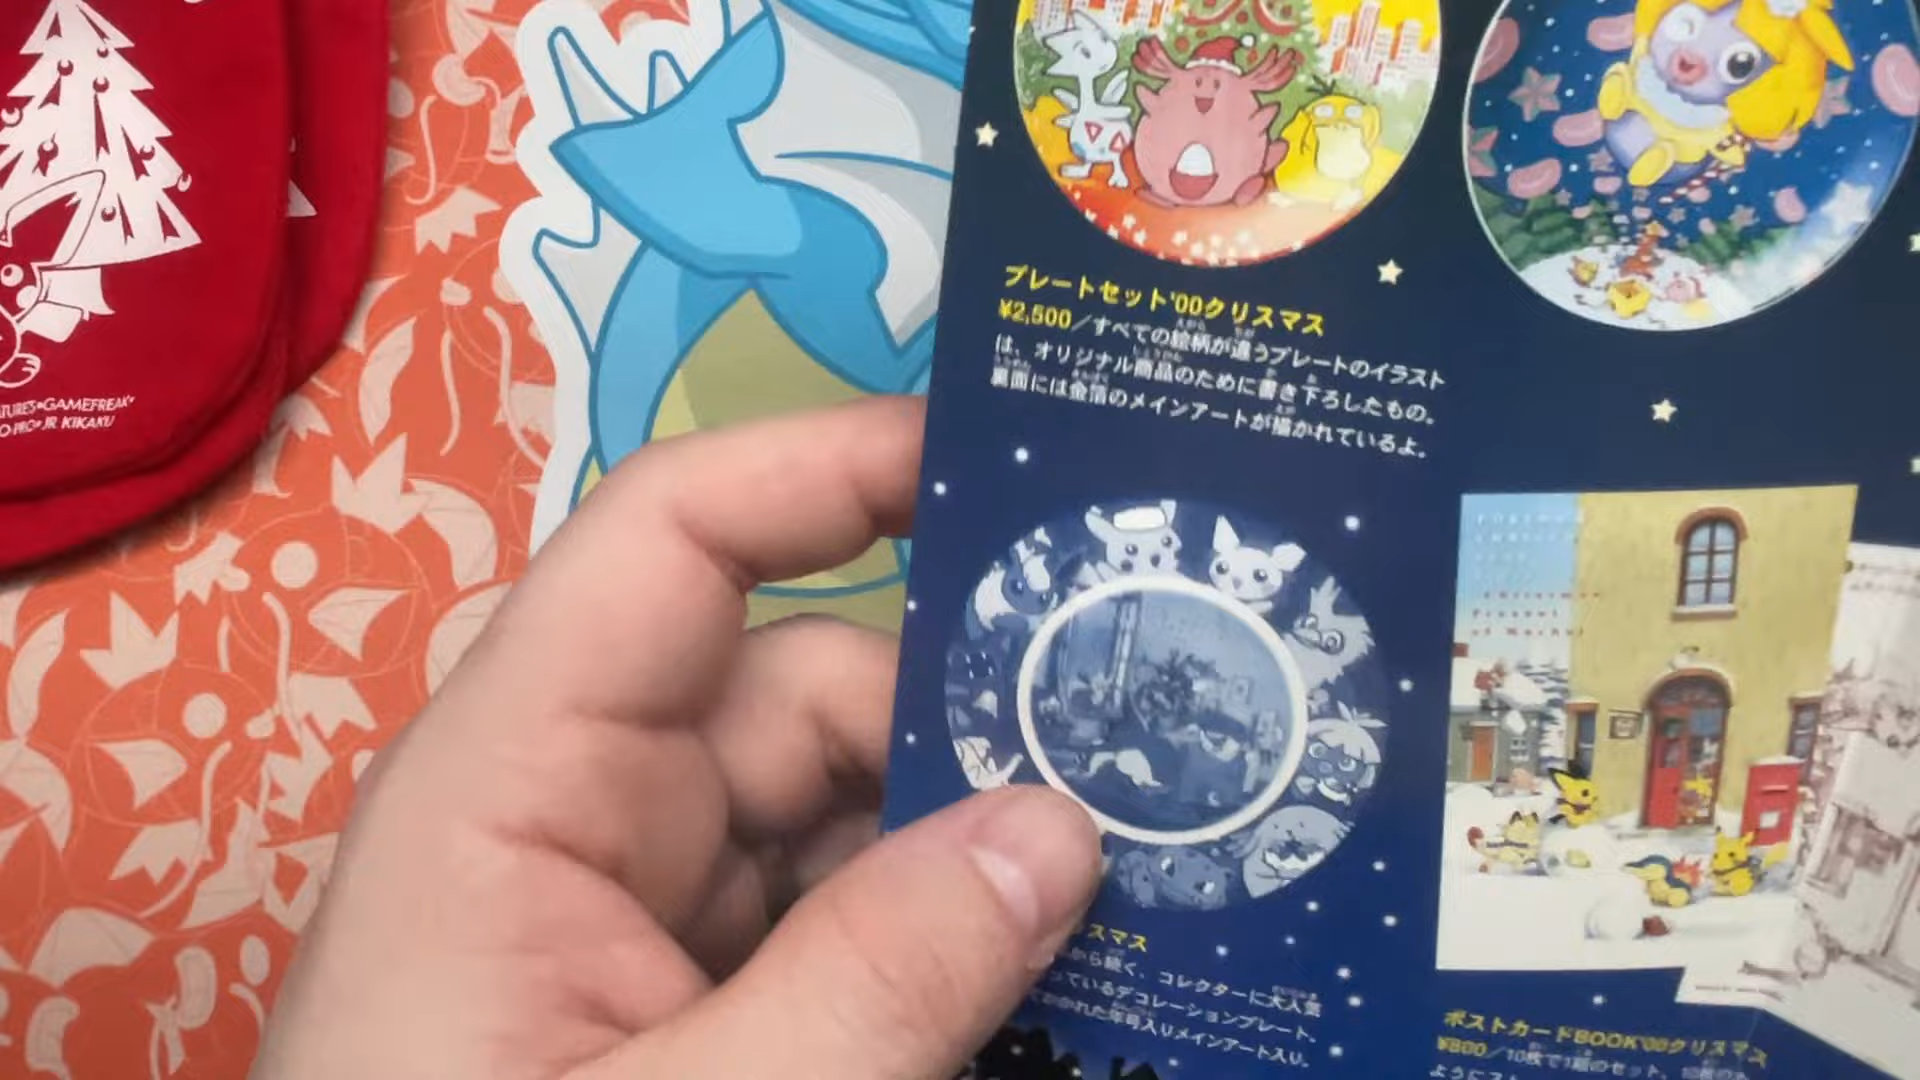 TURES・GAMEFREAK
JR KIKAKU
プレートセット'00クリスマス
¥2,500／すべての絵柄が違うプレートのイラスト
は、オリジナル商品のために書き下ろしたもの。
裏面には金箔のメインアートが描かれているよ。
スマス
から続く、コレクターに大人気
っているデコレーションプレート。
かれた年号入りメインアート入り。
ポストカードBOOK'00クリスマス
¥800／10枚で1組のセット。
ように